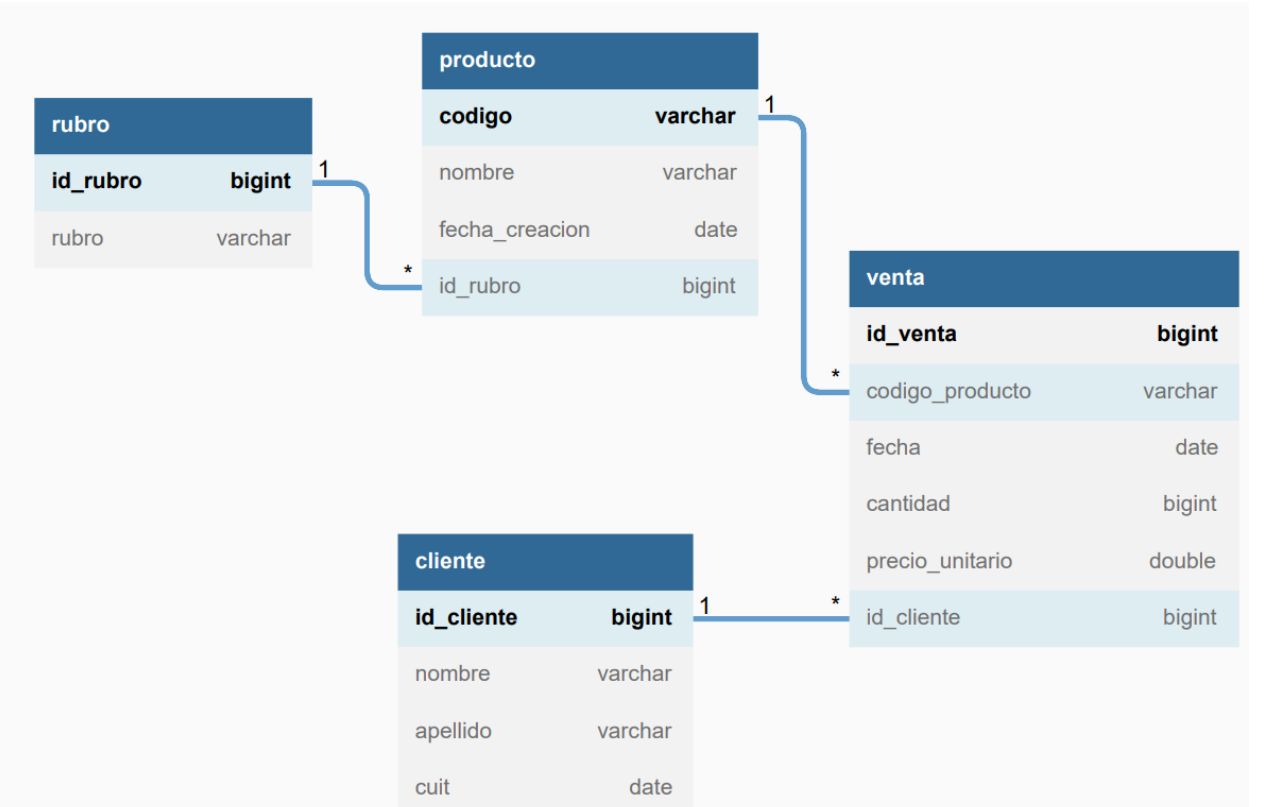 rubro
id_rubro bigint
rubro varchar
1
*
producto
codigo varchar
nombre varchar
fecha_creacion date
id_rubro bigint
1
*
venta
id_venta bigint
codigo_producto varchar
fecha date
cantidad bigint
precio_unitario double
id_cliente bigint
cliente
id_cliente bigint
nombre varchar
apellido varchar
cuit date
1
*